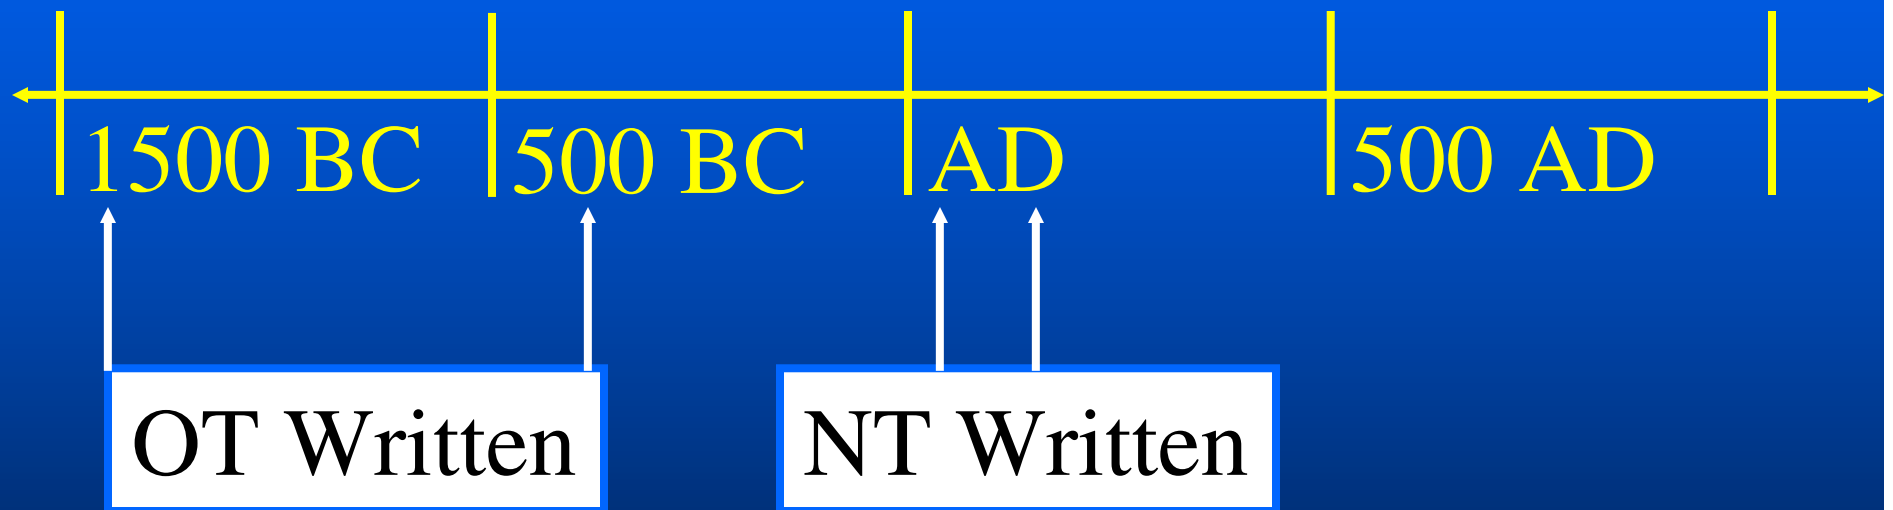 1500 BC 500 BC AD 500 AD
OT Written NT Written